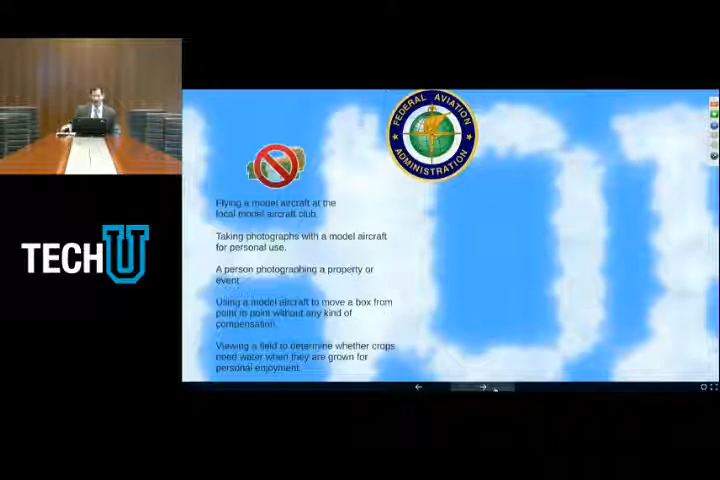 FEDERAL AVIATION
ADMINISTRATION
Flying a model aircraft at the
local model aircraft club.
Taking photographs with a model aircraft
for personal use.
A person photographing a property or
event.
Using a model aircraft to move a box from
point to point without any kind of
compensation.
Viewing a field to determine whether crops
need water when they are grown for
personal enjoyment.
TECH U